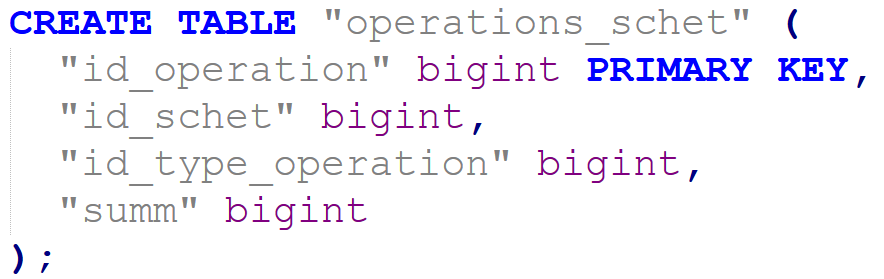 CREATE TABLE "operations_schet" (
"id_operation" bigint PRIMARY KEY,
"id_schet" bigint,
"id_type_operation" bigint,
"summ" bigint
);